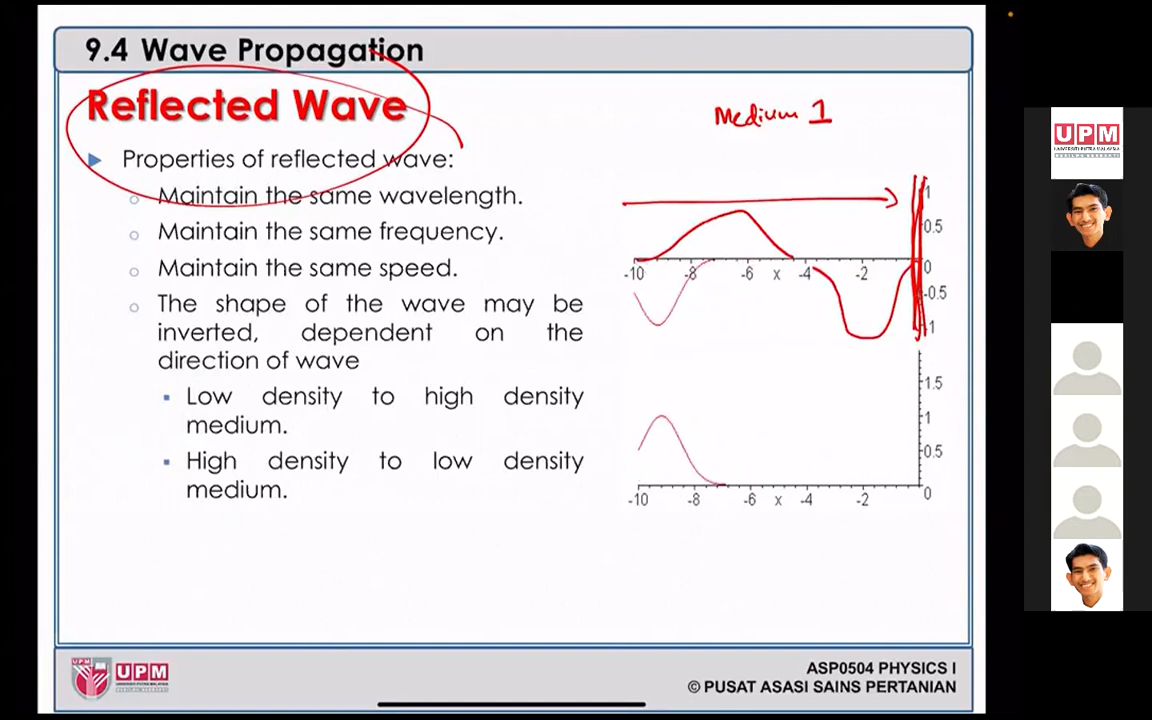 9.4 Wave Propagation
Reflected Wave
Properties of reflected wave:
Maintain the same wavelength.
Maintain the same frequency.
Maintain the same speed.
The shape of the wave may be
inverted, dependent on the
direction of wave
Low density to high density
medium.
High density to low density
medium.
Medium 1
1
0.5
-10 -8 -6 x -4 -2 0
-0.5
-1
1.5
1
0.5
-10 -8 -6 x -4 -2 0
UPM
UPM
ASP0504 PHYSICS I
© PUSAT ASASI SAINS PERTANIAN
UPM